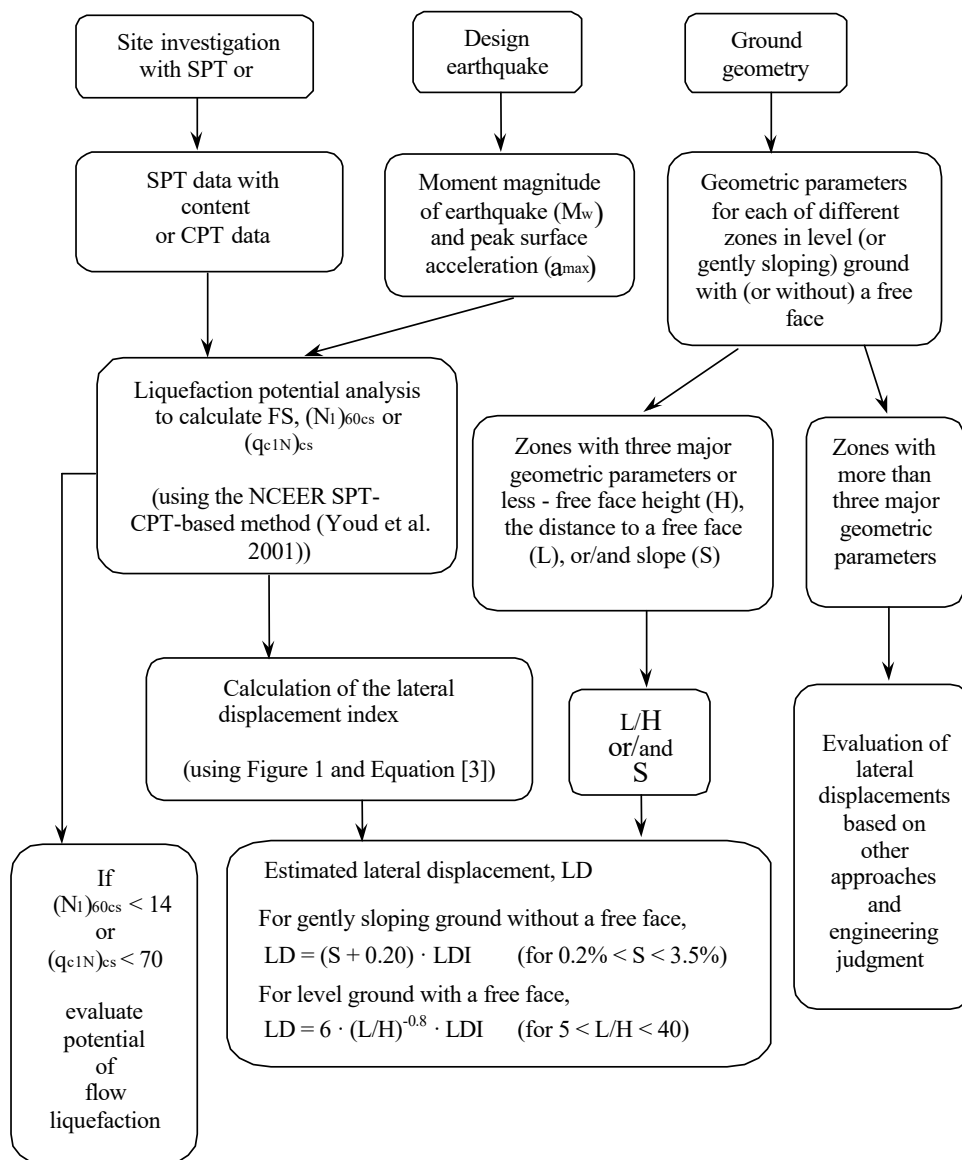 Site investigation
with SPT or
Design
earthquake
Ground
geometry
SPT data with
content
or CPT data
Moment magnitude
of earthquake (Mw)
and peak surface
acceleration (amax)
Geometric parameters
for each of different
zones in level (or
gently sloping) ground
with (or without) a free
face
Liquefaction potential analysis
to calculate FS, (N1)60cs or
(qc1N)cs
(using the NCEER SPT-
CPT-based method (Youd et al.
2001))
Zones with three major
geometric parameters or
less - free face height (H),
the distance to a free face
(L), or/and slope (S)
Zones with
more than
three major
geometric
parameters
Calculation of the lateral
displacement index
(using Figure 1 and Equation [3])
L/H
or/and
S
Evaluation of
lateral
displacements
based on
other
approaches
and
engineering
judgment
If
(N1)60cs < 14
or
(qc1N)cs < 70
evaluate
potential
of
flow
liquefaction
Estimated lateral displacement, LD
For gently sloping ground without a free face,
LD = (S + 0.20) · LDI (for 0.2% < S < 3.5%)
For level ground with a free face,
LD = 6 · (L/H)-0.8 · LDI (for 5 < L/H < 40)